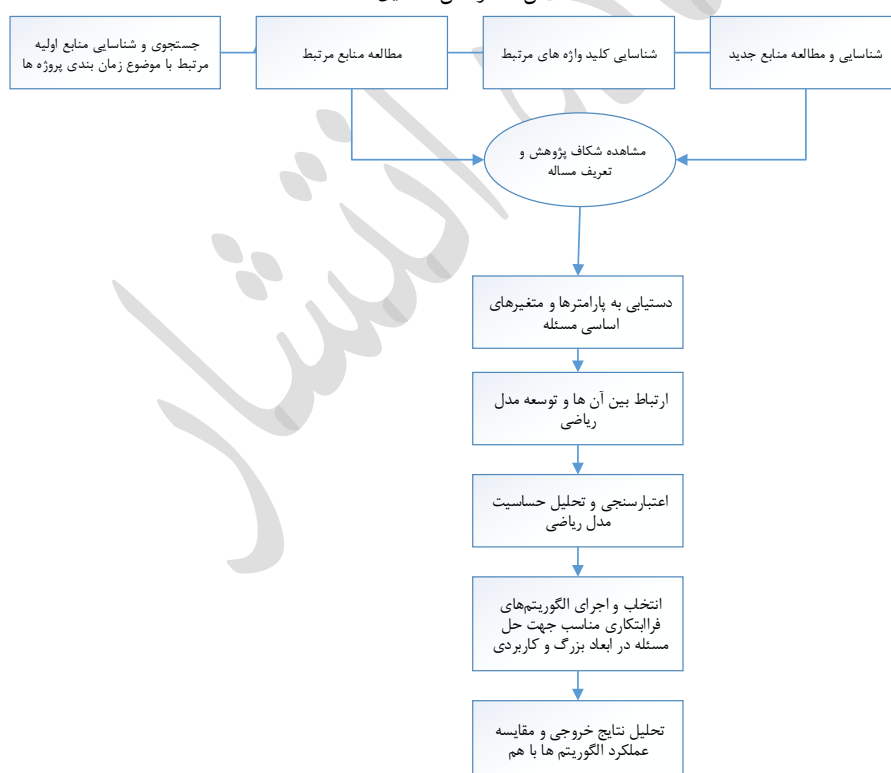 جستجوی و شناسایی منابع اولیه
مرتبط با موضوع زمان بندی پروژه ها
مطالعه منابع مرتبط
شناسایی کلید واژه های مرتبط
شناسایی و مطالعه منابع جدید
مشاهده شکاف پژوهش و
تعریف مساله
دستیابی به پارامترها و متغیرهای
اساسی مسئله
ارتباط بین آن ها و توسعه مدل
ریاضی
اعتبارسنجی و تحلیل حساسیت
مدل ریاضی
انتخاب و اجرای الگوریتم‌های
فراابتکاری مناسب جهت حل
مسئله در ابعاد بزرگ و کاربردی
تحلیل نتایج خروجی و مقایسه
عملکرد الگوریتم ها با هم
انتشار